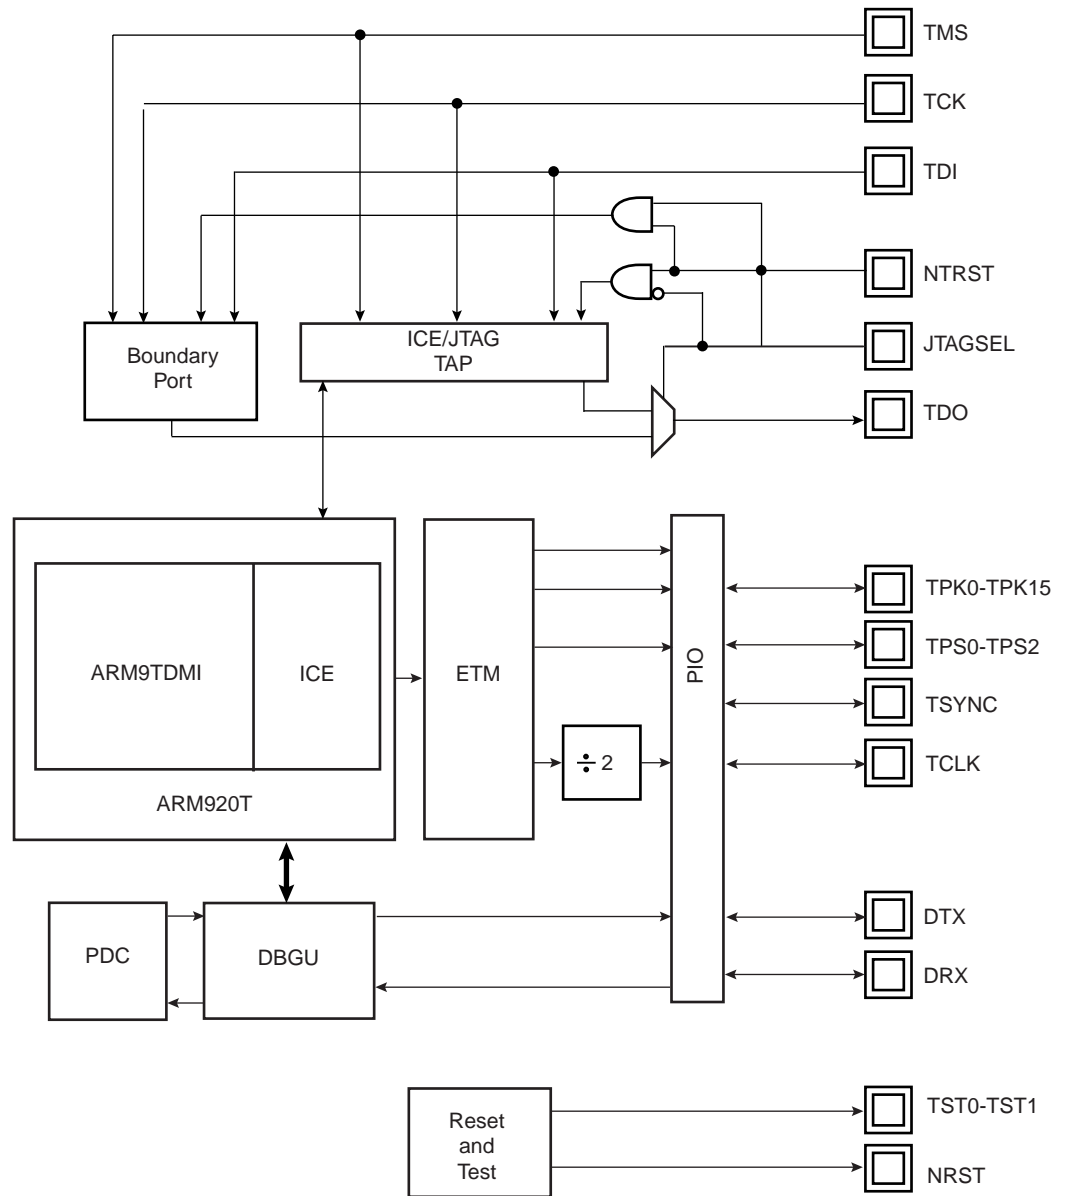 TMS
TCK
TDI
NTRST
JTAGSEL
TDO
Boundary
Port
ICE/JTAG
TAP
ARM9TDMI
ICE
ARM920T
ETM
÷ 2
PIO
TPK0-TPK15
TPS0-TPS2
TSYNC
TCLK
PDC
DBGU
DTX
DRX
Reset
and
Test
TST0-TST1
NRST